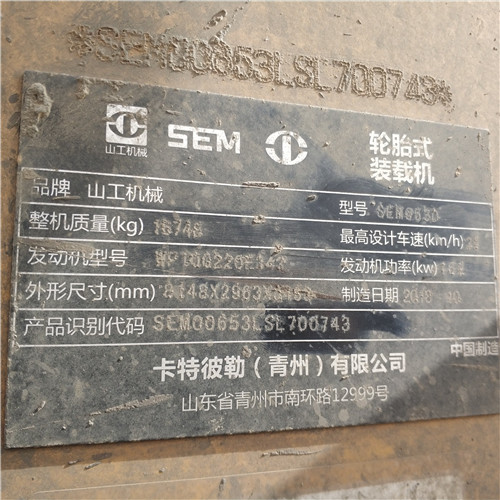 *SEM00653LSL700743*
山工机械 SEM 轮胎式
装载机
品牌 山工机械 型号 SEM653D
整机质量(kg) 最高设计车速(km/h)
发动机型号 发动机功率(kw)
外形尺寸(mm) 制造日期 2018
产品识别代码 SEM00653LSL700743
中国制造
卡特彼勒（青州）有限公司
山东省青州市南环路12999号